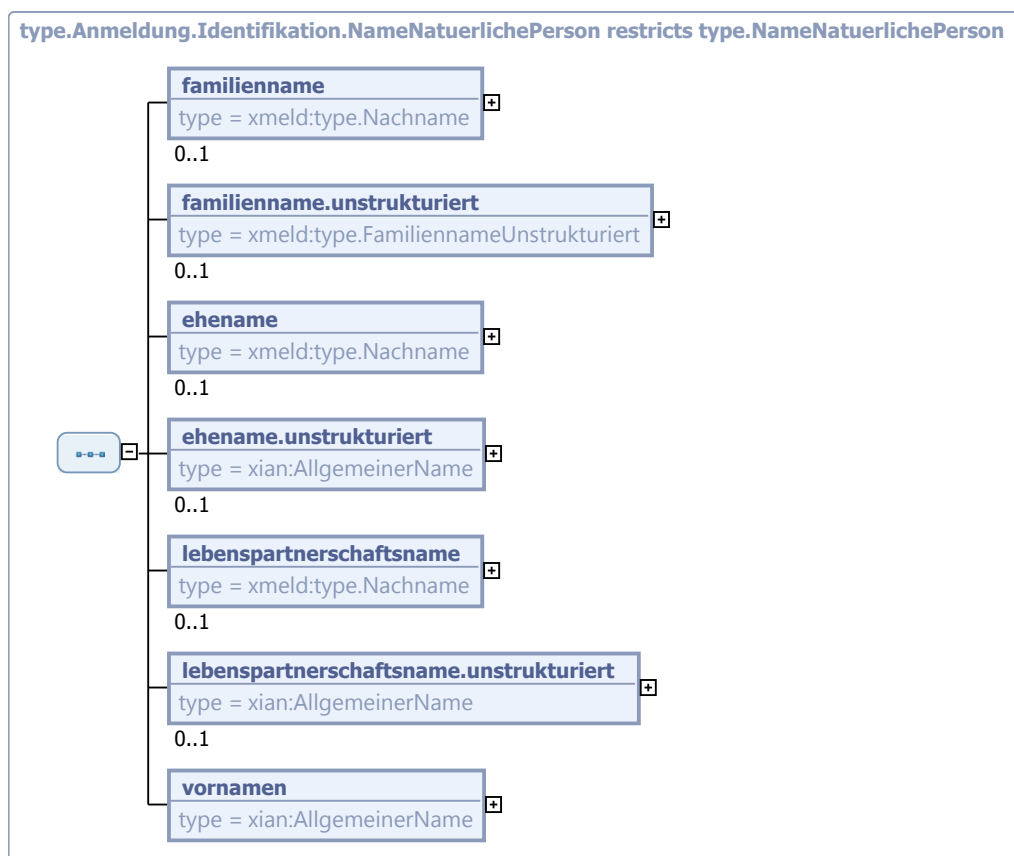 type.Anmeldung.Identifikation.NameNatuerlichePerson restricts type.NameNatuerlichePerson
familienname
type = xmeld:type.Nachname
0..1
familienname.unstrukturiert
type = xmeld:type.FamiliennameUnstrukturiert
0..1
ehename
type = xmeld:type.Nachname
0..1
ehename.unstrukturiert
type = xian:AllgemeinerName
0..1
lebenspartnerschaftsname
type = xmeld:type.Nachname
0..1
lebenspartnerschaftsname.unstrukturiert
type = xian:AllgemeinerName
0..1
vornamen
type = xian:AllgemeinerName